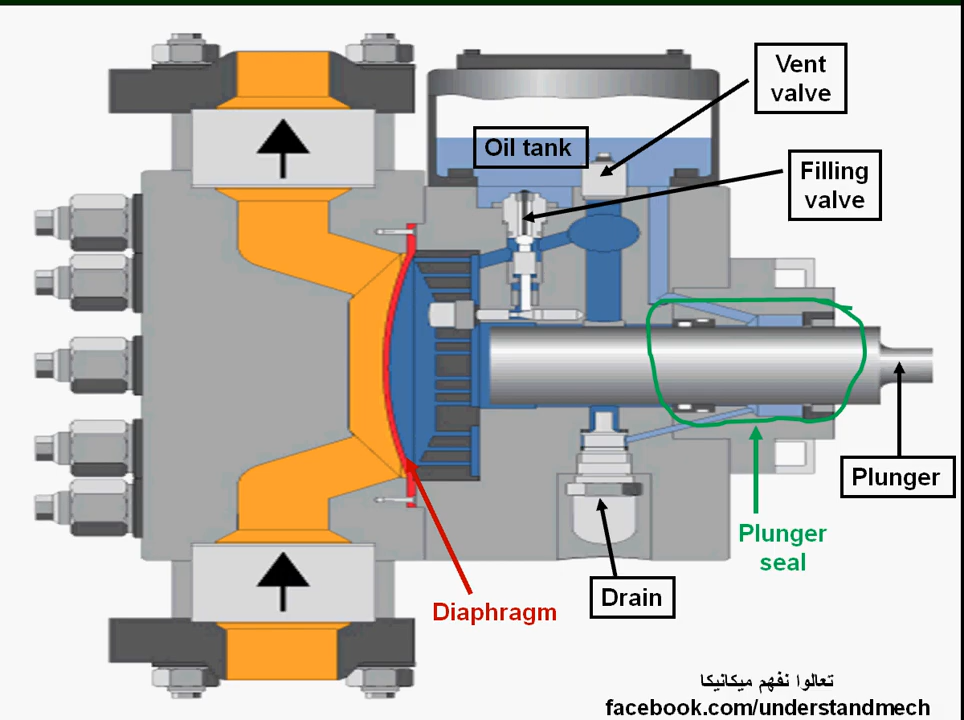 Vent
valve
Oil tank
Filling
valve
Plunger
Plunger
seal
Drain
Diaphragm
تعالوا نفهم ميكانيكا
facebook.com/understandmech